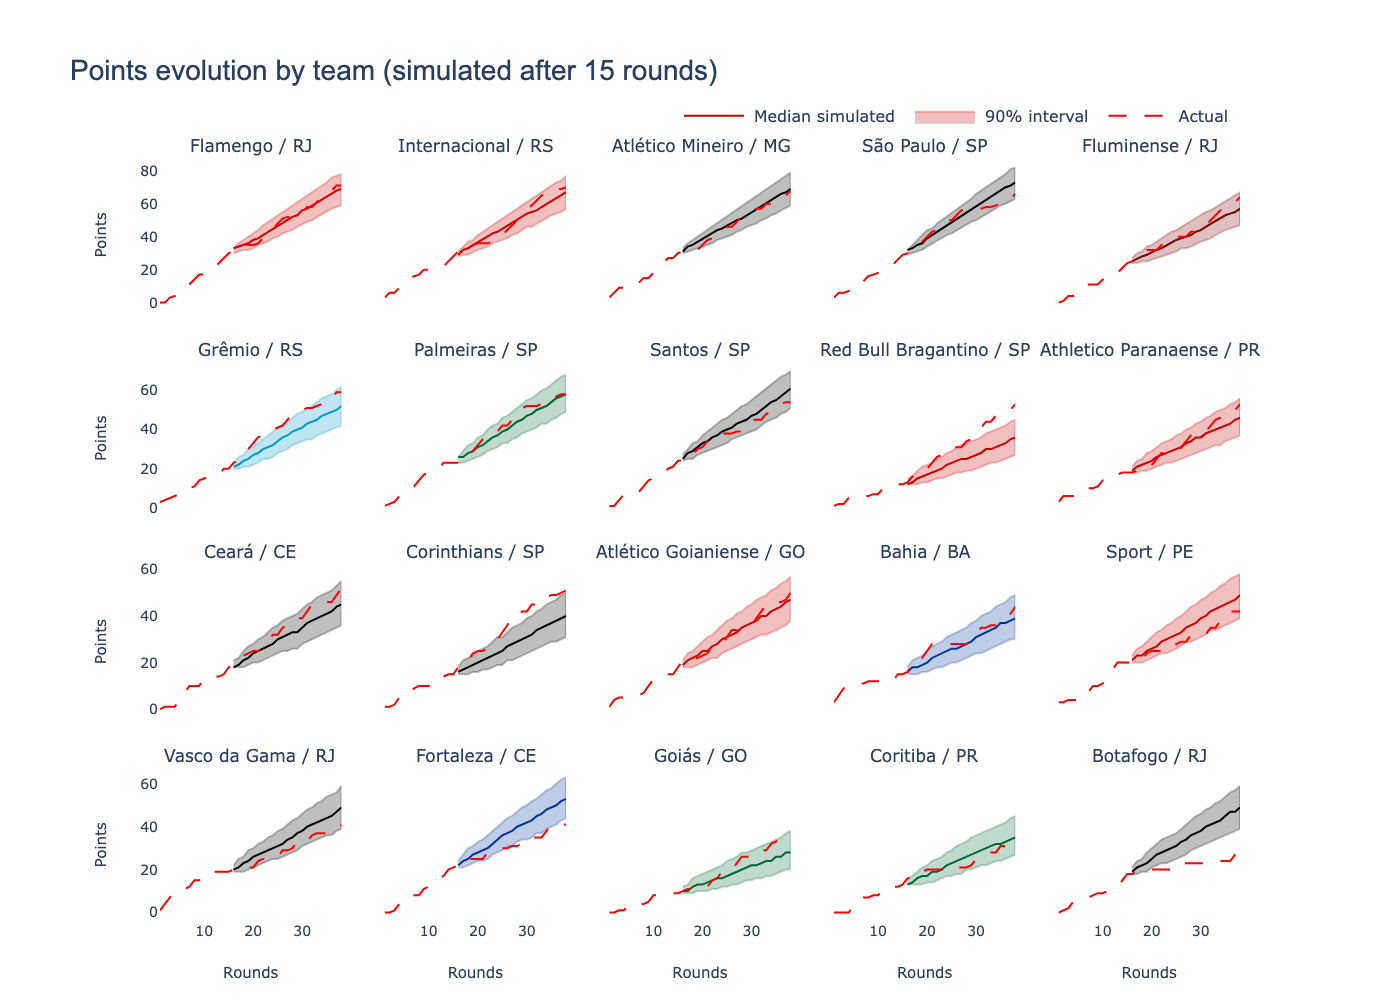 Points evolution by team (simulated after 15 rounds)
Median simulated 90% interval Actual
Flamengo / RJ Internacional / RS Atlético Mineiro / MG São Paulo / SP Fluminense / RJ
80
60
40
20
0
Points
Grêmio / RS Palmeiras / SP Santos / SP Red Bull Bragantino / SP Athletico Paranaense / PR
60
40
20
0
Points
Ceará / CE Corinthians / SP Atlético Goianiense / GO Bahia / BA Sport / PE
60
40
20
0
Points
Vasco da Gama / RJ Fortaleza / CE Goiás / GO Coritiba / PR Botafogo / RJ
60
40
20
0
Points
10 20 30 10 20 30 10 20 30 10 20 30 10 20 30
Rounds Rounds Rounds Rounds Rounds